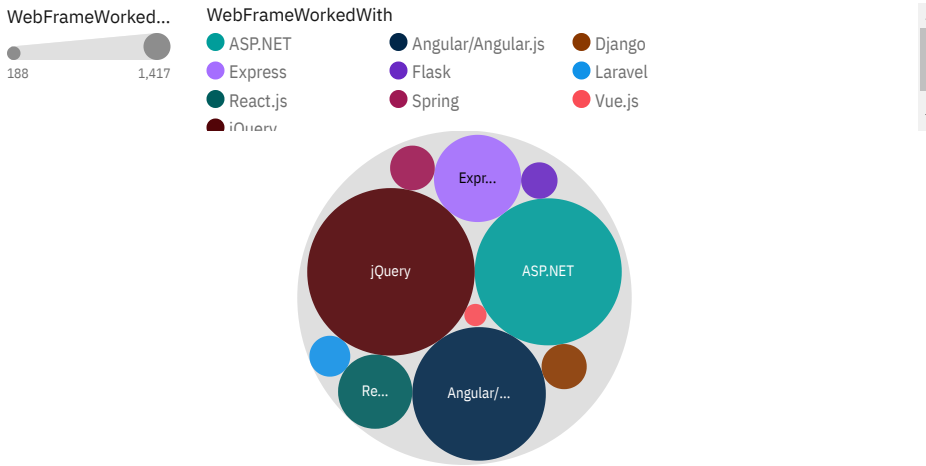 WebFrameWorked...
188 1,417
WebFrameWorkedWith
ASP.NET Angular/Angular.js Django
Express Flask Laravel
React.js Spring Vue.js
jQuery
Expr...
jQuery ASP.NET
Re... Angular/...